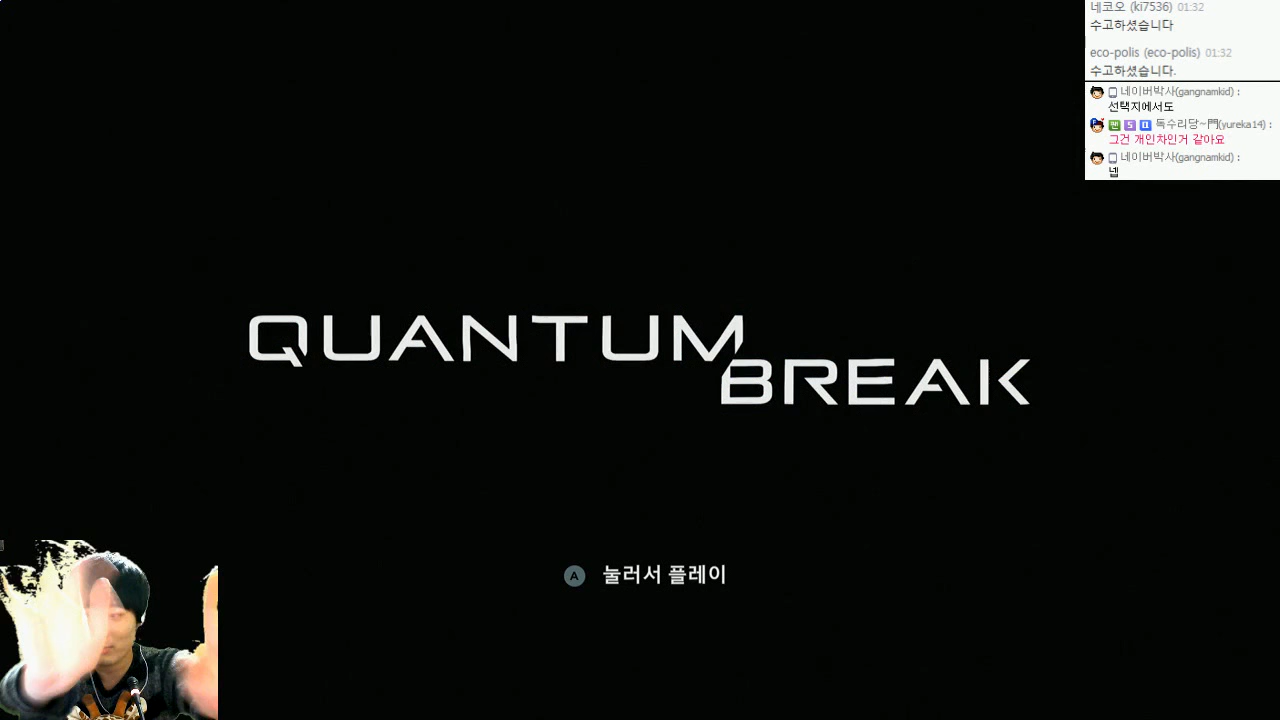 네코오 (ki7536) 01:32
수고하셨습니다
eco-polis (eco-polis) 01:32
수고하셨습니다.
네이버박사(gangnamkid) :
선택지에서도
팬 S 독수리당~門(yureka14) :
그건 개인차인거 같아요
네이버박사(gangnamkid) :
넵
QUANTUM
BREAK
A 눌러서 플레이